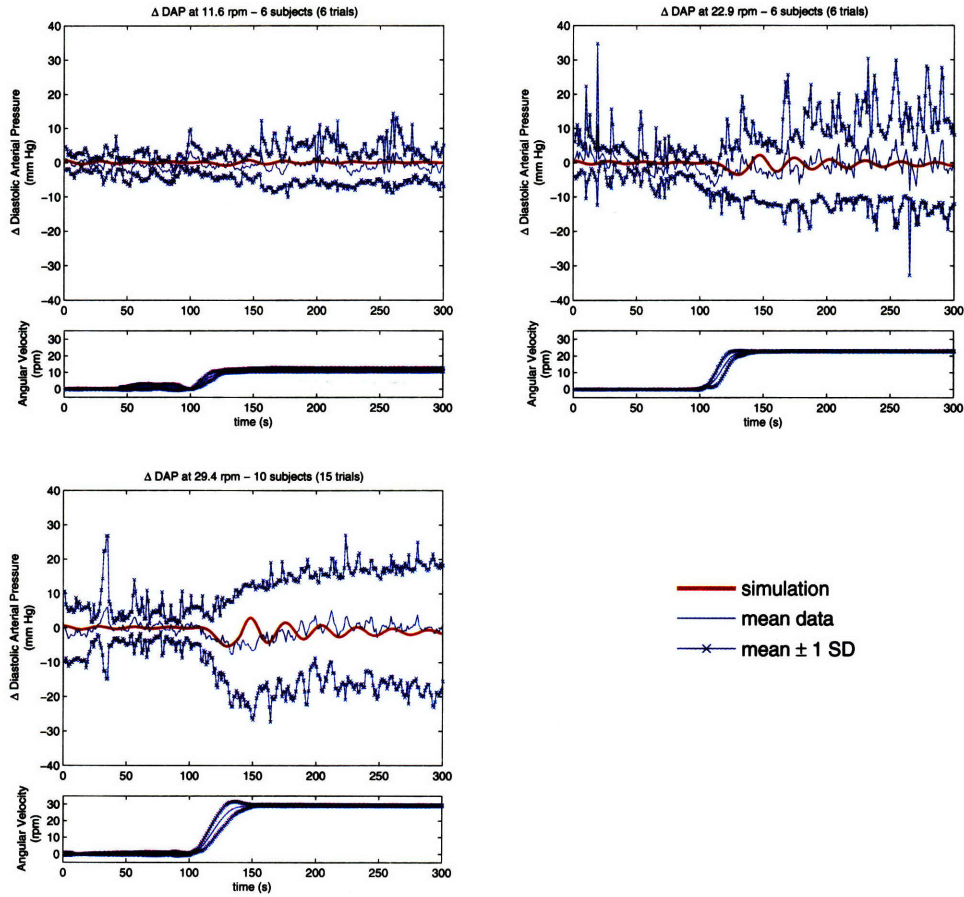 Δ DAP at 11.6 rpm – 6 subjects (6 trials)
Δ Diastolic Arterial Pressure
(mm Hg)
40
30
20
10
0
−10
−20
−30
−40
0 50 100 150 200 250 300
Angular Velocity
(rpm)
30
20
10
0
0 50 100 150 200 250 300
time (s)
Δ DAP at 22.9 rpm – 6 subjects (6 trials)
Δ Diastolic Arterial Pressure
(mm Hg)
40
30
20
10
0
−10
−20
−30
−40
0 50 100 150 200 250 300
Angular Velocity
(rpm)
30
20
10
0
0 50 100 150 200 250 300
time (s)
Δ DAP at 29.4 rpm – 10 subjects (15 trials)
Δ Diastolic Arterial Pressure
(mm Hg)
40
30
20
10
0
−10
−20
−30
−40
0 50 100 150 200 250 300
Angular Velocity
(rpm)
30
20
10
0
0 50 100 150 200 250 300
time (s)
simulation
mean data
mean ± 1 SD